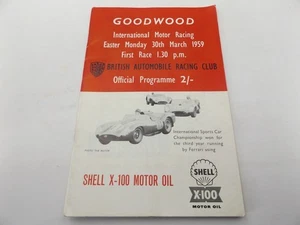 GOODWOOD
International Motor Racing
Easter Monday 30th March 1959
First Race 1.30 p.m.
BRITISH AUTOMOBILE RACING CLUB
Official Programme 2/-
International Sports Car
Championship won for
the third year running
by Ferrari using
SHELL X-100 MOTOR OIL
SHELL
X-100
MOTOR OIL